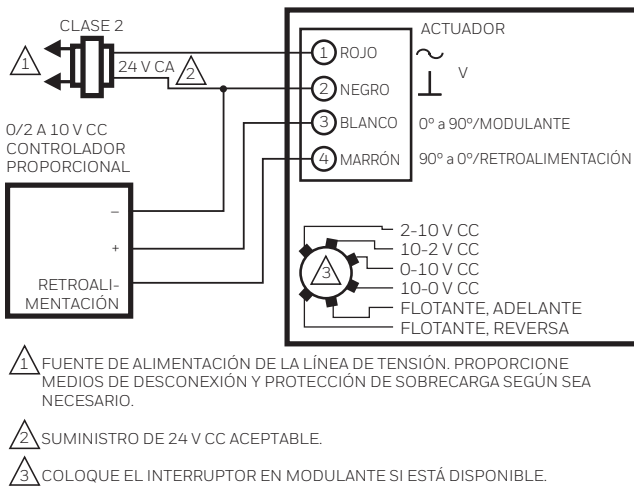 CLASE 2
1
24 V CA
2
0/2 A 10 V CC
CONTROLADOR
PROPORCIONAL
–
+
RETROALI-
MENTACIÓN
ACTUADOR
1 ROJO
V
2 NEGRO
3 BLANCO 0° a 90°/MODULANTE
4 MARRÓN 90° a 0°/RETROALIMENTACIÓN
3
2-10 V CC
10-2 V CC
0-10 V CC
10-0 V CC
FLOTANTE, ADELANTE
FLOTANTE, REVERSA
1 FUENTE DE ALIMENTACIÓN DE LA LÍNEA DE TENSIÓN. PROPORCIONE
MEDIOS DE DESCONEXIÓN Y PROTECCIÓN DE SOBRECARGA SEGÚN SEA
NECESARIO.
2 SUMINISTRO DE 24 V CC ACEPTABLE.
3 COLOQUE EL INTERRUPTOR EN MODULANTE SI ESTÁ DISPONIBLE.